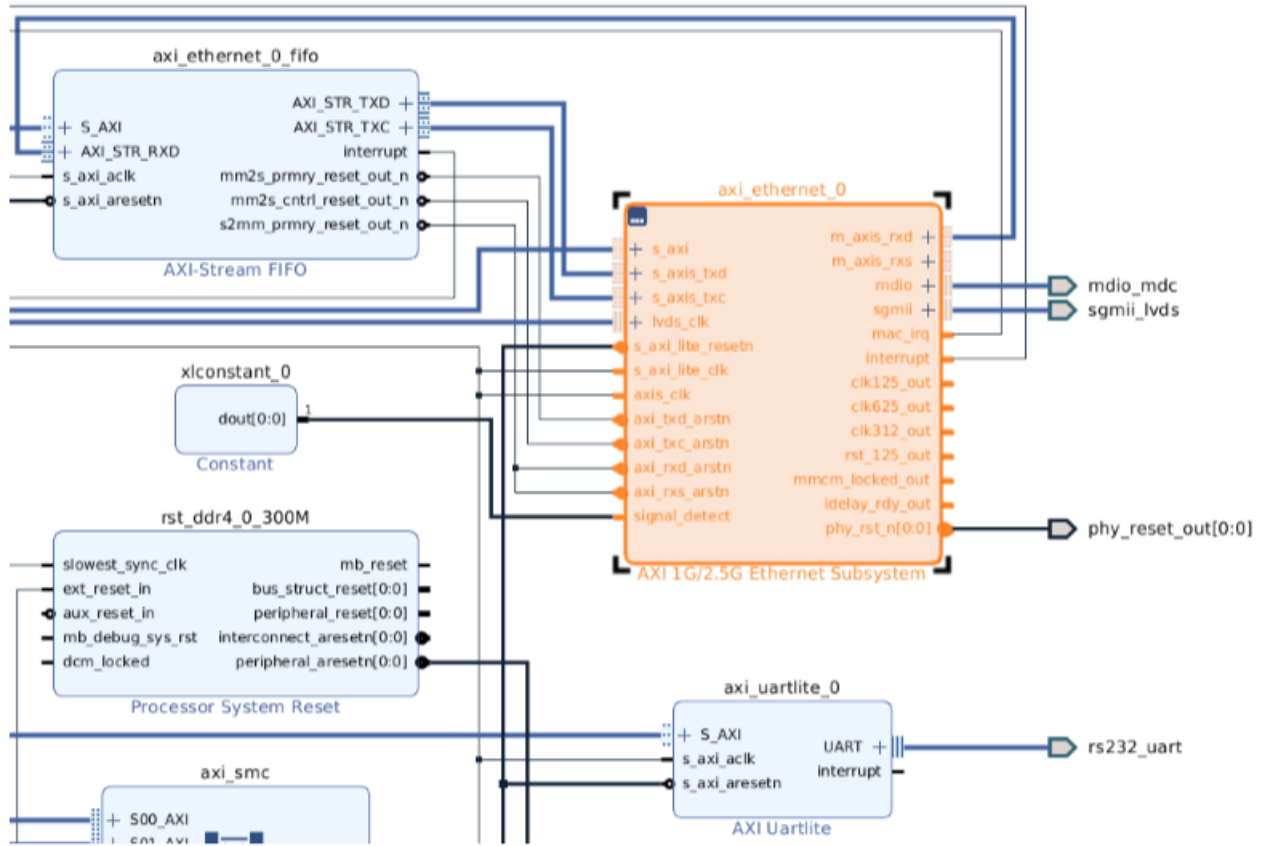 axi_ethernet_0_fifo
AXI_STR_TXD
S_AXI
AXI_STR_TXC
AXI_STR_RXD
interrupt
s_axi_aclk
mm2s_prmry_reset_out_n
s_axi_aresetn
mm2s_cntrl_reset_out_n
s2mm_prmry_reset_out_n
AXI-Stream FIFO
axi_ethernet_0
s_axi
s_axis_txd
s_axis_txc
lvds_clk
s_axi_lite_resetn
s_axi_lite_clk
axis_clk
axi_txd_arstn
axi_txc_arstn
axi_rxd_arstn
axi_rxs_arstn
signal_detect
m_axis_rxd
m_axis_rxs
mdio
sgmii
mac_irq
interrupt
clk125_out
clk625_out
clk312_out
rst_125_out
mmcm_locked_out
idelay_rdy_out
phy_rst_n[0:0]
AXI 1G/2.5G Ethernet Subsystem
mdio_mdc
sgmii_lvds
phy_reset_out[0:0]
xlconstant_0
dout[0:0]
1
Constant
rst_ddr4_0_300M
slowest_sync_clk
ext_reset_in
aux_reset_in
mb_debug_sys_rst
dcm_locked
mb_reset
bus_struct_reset[0:0]
peripheral_reset[0:0]
interconnect_aresetn[0:0]
peripheral_aresetn[0:0]
Processor System Reset
axi_uartlite_0
S_AXI
s_axi_aclk
s_axi_aresetn
UART
interrupt
AXI Uartlite
rs232_uart
axi_smc
S00_AXI
S01_AXI